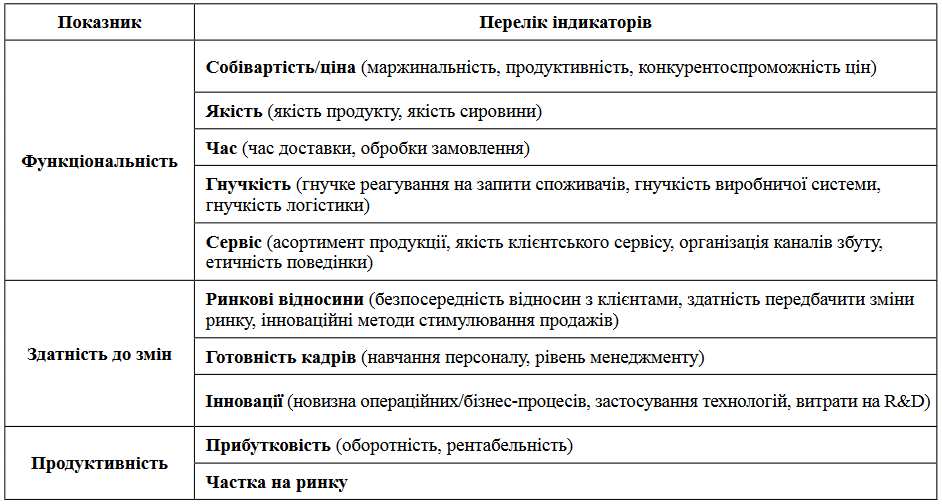 Показник
Перелік індикаторів
Функціональність
Собівартість/ціна (маржинальність, продуктивність, конкурентоспроможність цін)
Якість (якість продукту, якість сировини)
Час (час доставки, обробки замовлення)
Гнучкість (гнучке реагування на запити споживачів, гнучкість виробничої системи,
гнучкість логістики)
Сервіс (асортимент продукції, якість клієнтського сервісу, організація каналів збуту,
етичність поведінки)
Здатність до змін
Ринкові відносини (безпосередність відносин з клієнтами, здатність передбачити зміни
ринку, інноваційні методи стимулювання продажів)
Готовність кадрів (навчання персоналу, рівень менеджменту)
Інновації (новизна операційних/бізнес-процесів, застосування технологій, витрати на R&D)
Продуктивність
Прибутковість (оборотність, рентабельність)
Частка на ринку